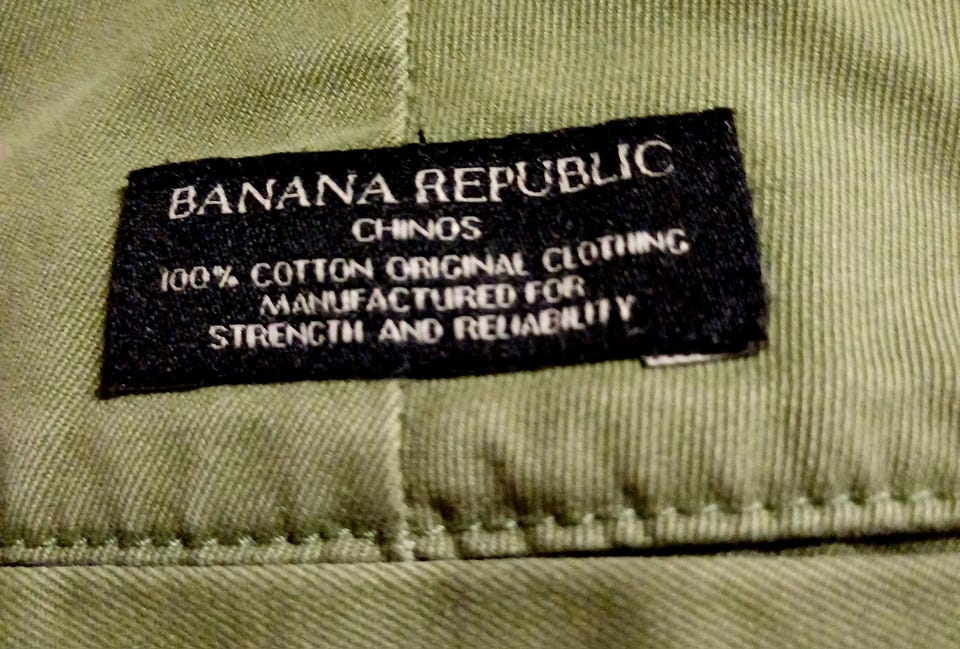 BANANA REPUBLIC
CHINOS
100% COTTON ORIGINAL CLOTHING
MANUFACTURED FOR
STRENGTH AND RELIABILITY